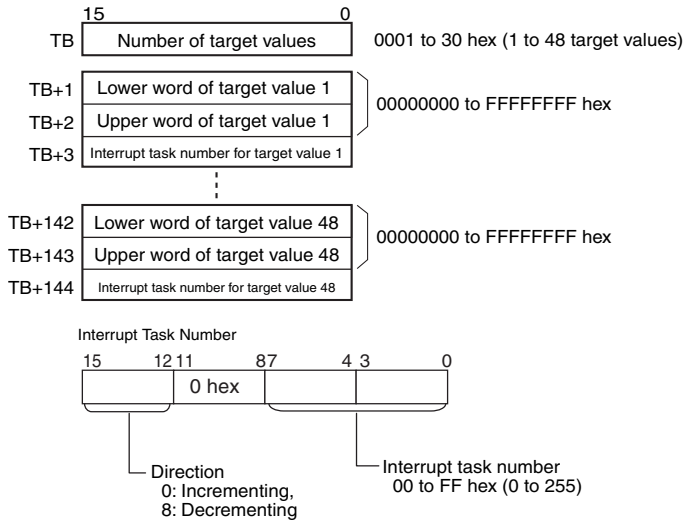 15 0
TB Number of target values 0001 to 30 hex (1 to 48 target values)
TB+1 Lower word of target value 1
00000000 to FFFFFFFF hex
TB+2 Upper word of target value 1
TB+3 Interrupt task number for target value 1
TB+142 Lower word of target value 48
00000000 to FFFFFFFF hex
TB+143 Upper word of target value 48
TB+144 Interrupt task number for target value 48
Interrupt Task Number
15 12 11 87 4 3 0
0 hex
Direction
0: Incrementing,
8: Decrementing
Interrupt task number
00 to FF hex (0 to 255)